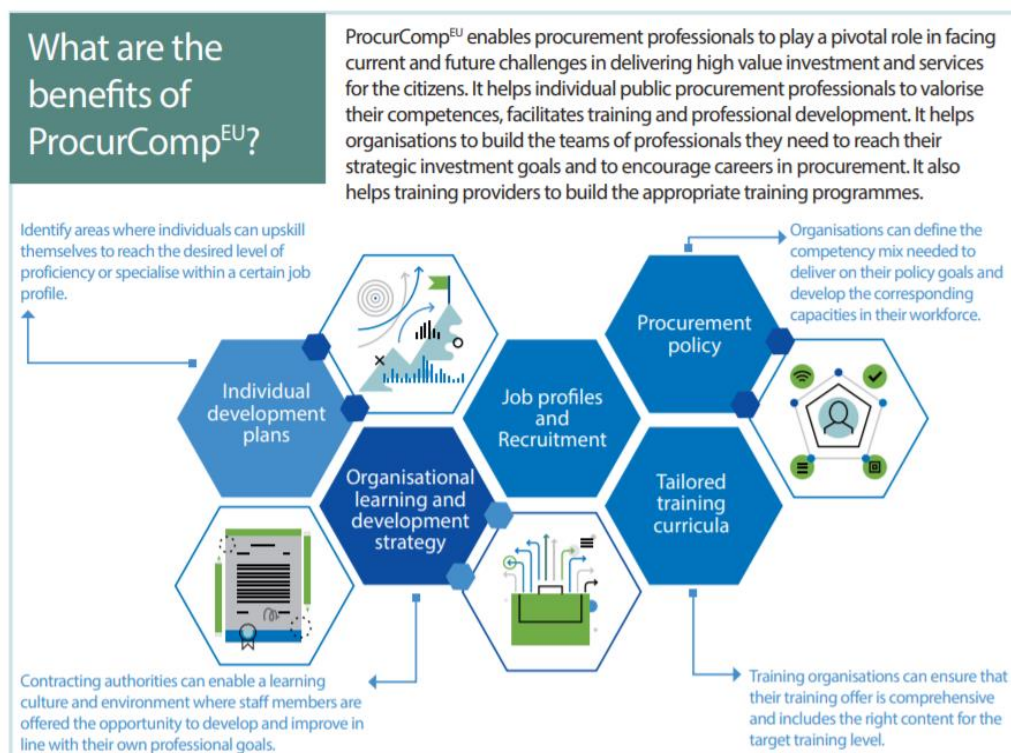 What are the
benefits of
ProcurCompEU?
ProcurCompEU enables procurement professionals to play a pivotal role in facing
current and future challenges in delivering high value investment and services
for the citizens. It helps individual public procurement professionals to valorise
their competences, facilitates training and professional development. It helps
organisations to build the teams of professionals they need to reach their
strategic investment goals and to encourage careers in procurement. It also
helps training providers to build the appropriate training programmes.
Identify areas where individuals can upskill
themselves to reach the desired level of
proficiency or specialise within a certain job
profile.
Organisations can define the
competency mix needed to
deliver on their policy goals and
develop the corresponding
capacities in their workforce.
Individual
development
plans
Organisational
learning and
development
strategy
Job profiles
and
Recruitment
Procurement
policy
Tailored
training
curricula
Contracting authorities can enable a learning
culture and environment where staff members are
offered the opportunity to develop and improve in
line with their own professional goals.
Training organisations can ensure that
their training offer is comprehensive
and includes the right content for the
target training level.